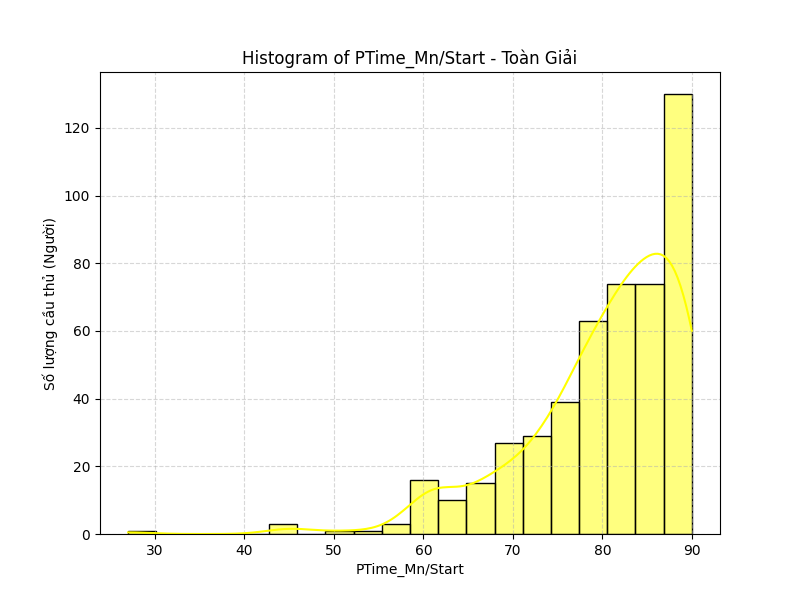 Histogram of PTime_Mn/Start - Toàn Giải
Số lượng cầu thủ (Người)
120
100
80
60
40
20
0
30 40 50 60 70 80 90
PTime_Mn/Start